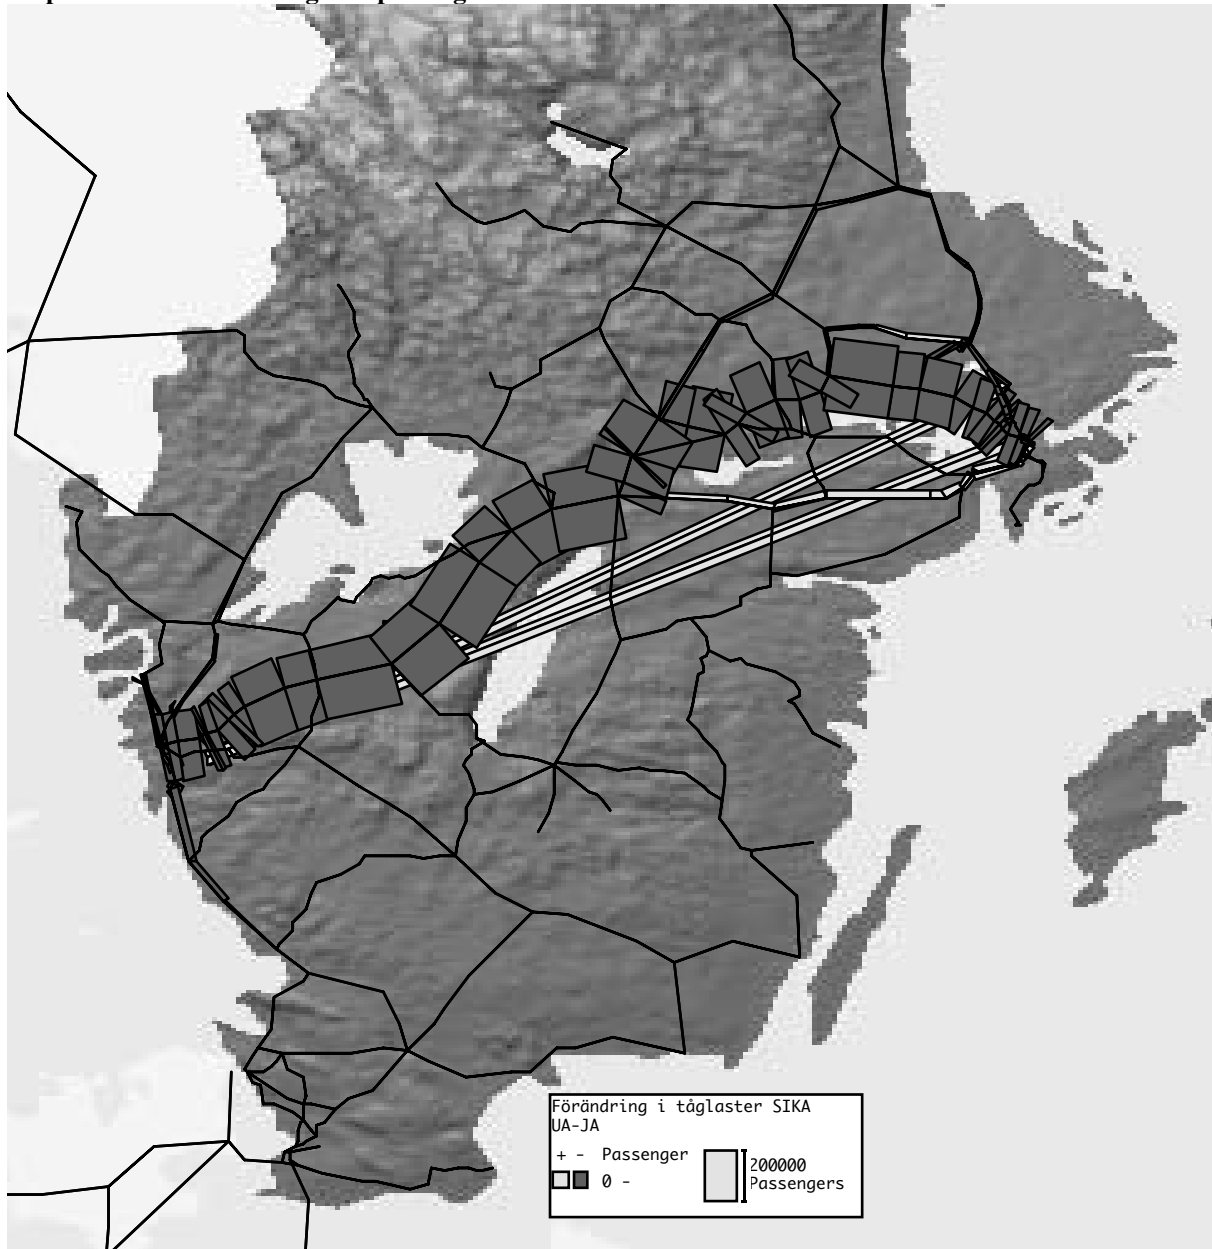 Förändring i tåglaster SIKA
UA-JA
+ - Passenger
0 -
200000
Passengers